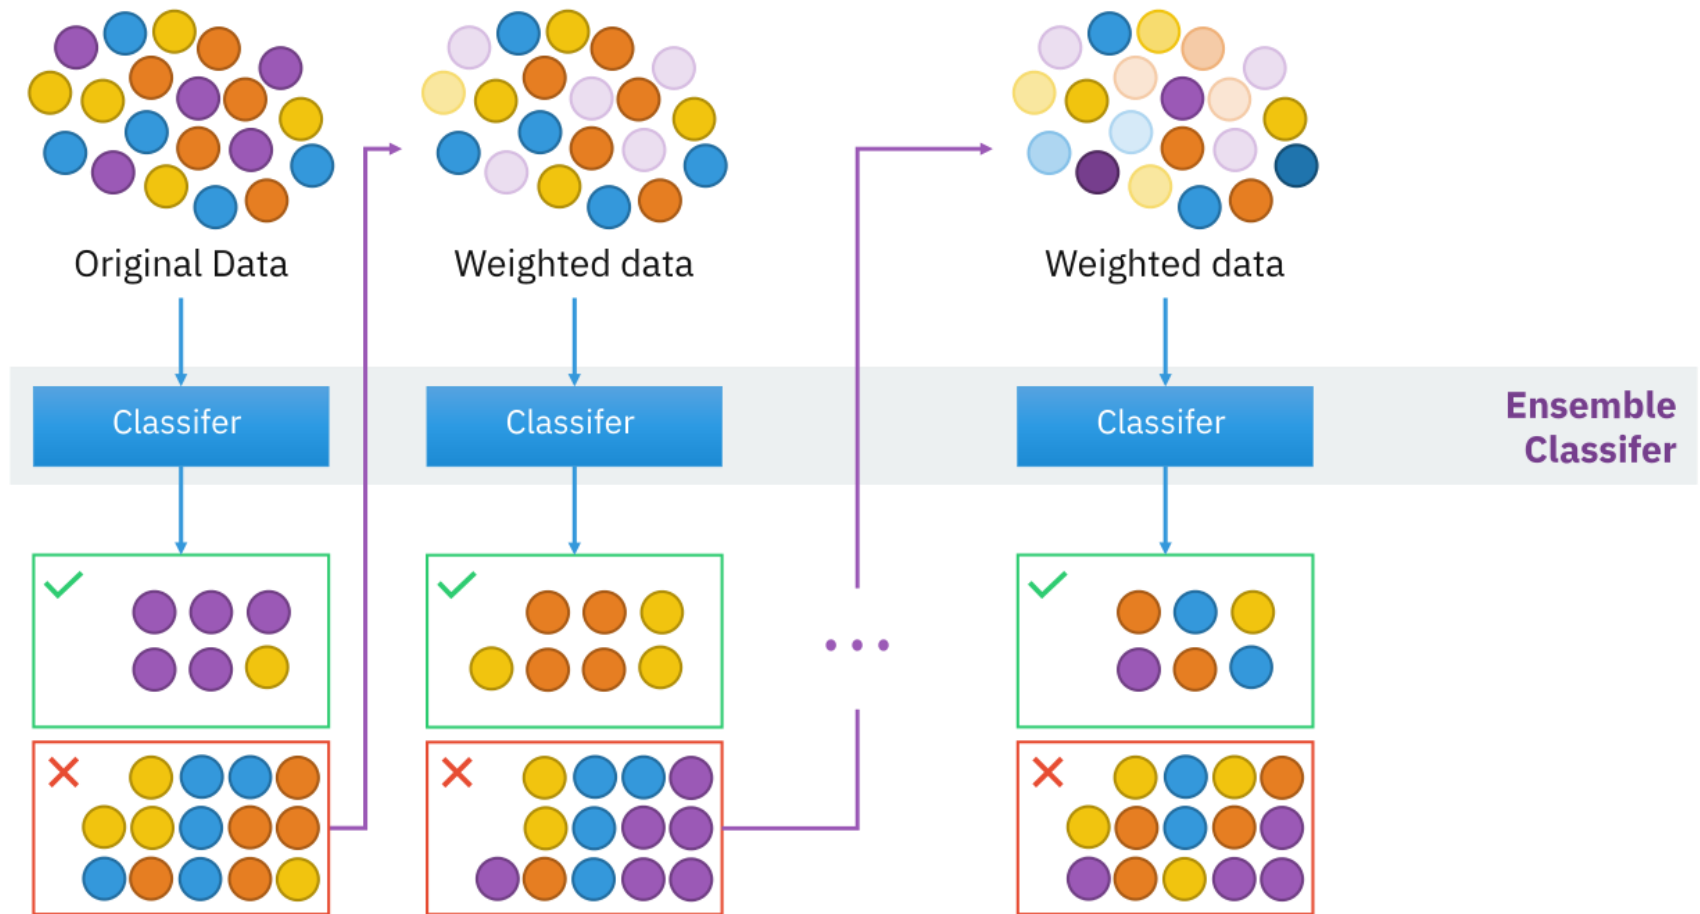 Original Data
Weighted data
Weighted data
Classifer
Classifer
Classifer
Ensemble
Classifer